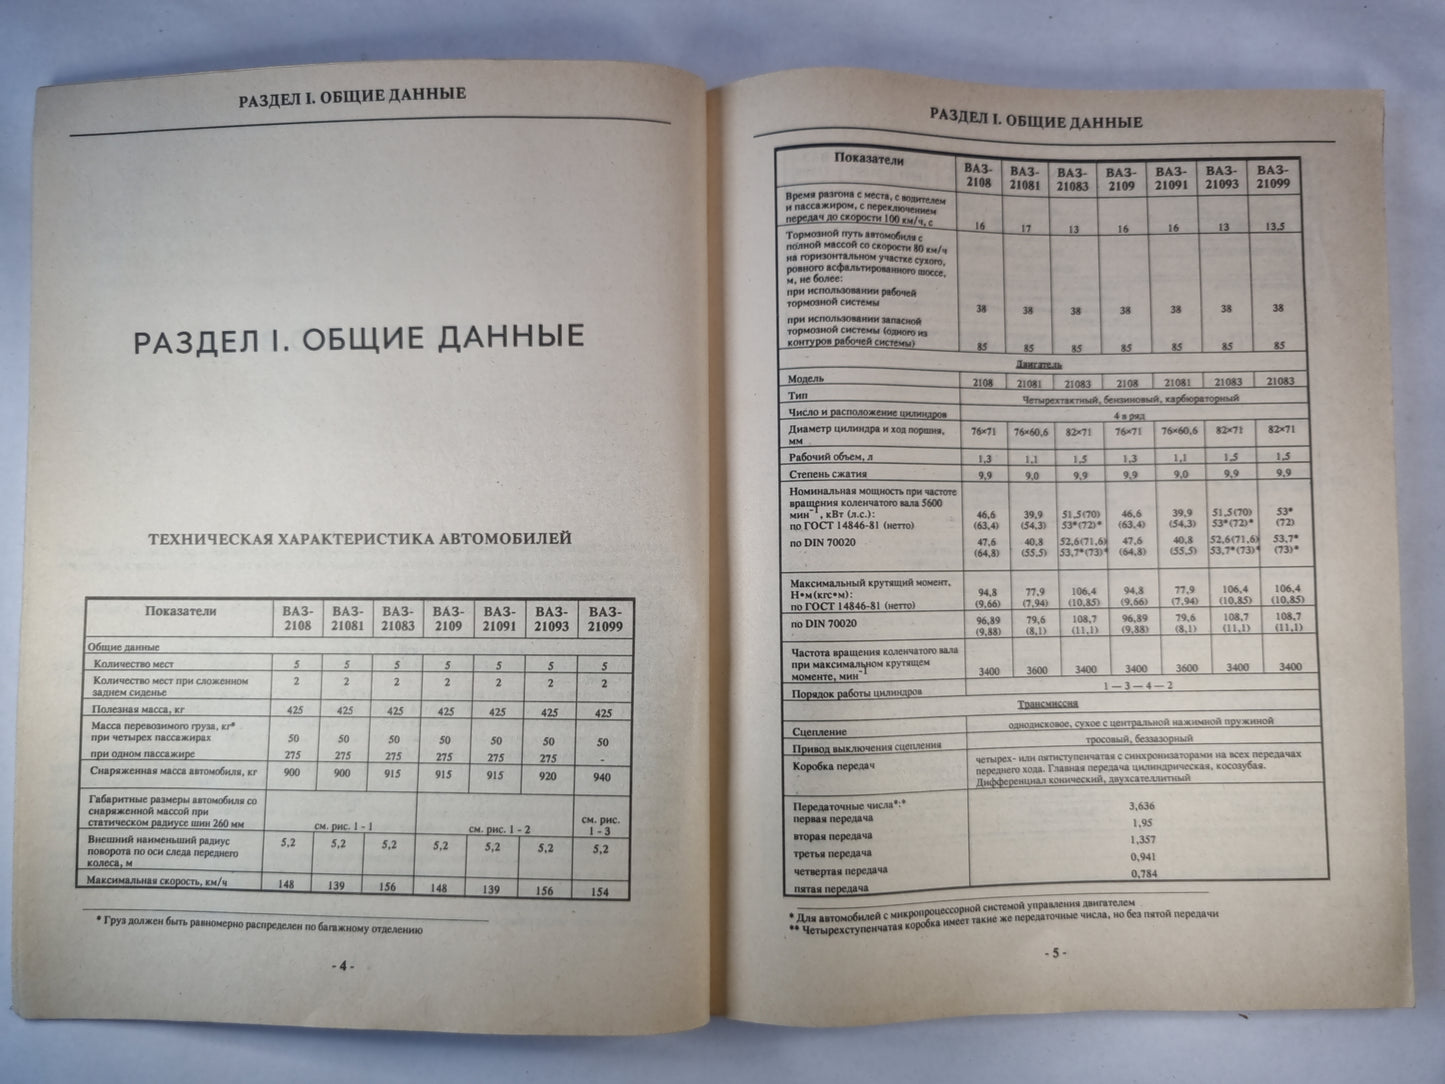 РАЗДЕЛ I. ОБЩИЕ ДАННЫЕ
РАЗДЕЛ I. ОБЩИЕ ДАННЫЕ
ТЕХНИЧЕСКАЯ ХАРАКТЕРИСТИКА АВТОМОБИЛЕЙ
Показатели ВАЗ-2108 ВАЗ-21081 ВАЗ-21083 ВАЗ-2109 ВАЗ-21091 ВАЗ-21093 ВАЗ-21099
Общие данные
Количество мест 5 5 5 5 5 5 5
Количество мест при сложенном
заднем сиденье 2 2 2 2 2 2 2
Полезная масса, кг 425 425 425 425 425 425 425
Масса перевозимого груза, кг*
при четырех пассажирах 50 50 50 50 50 50 50
при одном пассажире 275 275 275 275 275 275 -
Снаряженная масса автомобиля, кг 900 900 915 915 915 920 940
Габаритные размеры автомобиля со
снаряженной массой при
статическом радиусе шин 260 мм см. рис. 1 - 1 см. рис. 1 - 2 см. рис. 1 - 3
Внешний наименьший радиус
поворота по оси следа переднего
колеса, м 5,2 5,2 5,2 5,2 5,2 5,2 5,2
Максимальная скорость, км/ч 148 139 156 148 139 156 154
* Груз должен быть равномерно распределен по багажному отделению
- 4 -
РАЗДЕЛ I. ОБЩИЕ ДАННЫЕ
Показатели ВАЗ-2108 ВАЗ-21081 ВАЗ-21083 ВАЗ-2109 ВАЗ-21091 ВАЗ-21093 ВАЗ-21099
Время разгона с места, с водителем
и пассажиром, с переключением
передач до скорости 100 км/ч, с 16 17 13 16 16 13 13,5
Тормозной путь автомобиля с
полной массой со скорости 80 км/ч
на горизонтальном участке сухого,
ровного асфальтированного шоссе,
м, не более:
при использовании рабочей
тормозной системы 38 38 38 38 38 38 38
при использовании запасной
тормозной системы (одного из
контуров рабочей системы) 85 85 85 85 85 85 85
Двигатель
Модель 2108 21081 21083 2108 21081 21083 21083
Тип Четырехтактный, бензиновый, карбюраторный
Число и расположение цилиндров 4 в ряд
Диаметр цилиндра и ход поршня,
мм 76×71 76×60,6 82×71 76×71 76×60,6 82×71 82×71
Рабочий объем, л 1,3 1,1 1,5 1,3 1,1 1,5 1,5
Степень сжатия 9,9 9,0 9,9 9,9 9,0 9,9 9,9
Номинальная мощность при частоте
вращения коленчатого вала 5600
мин⁻¹, кВт (л.с.): 46,6 39,9 51,5(70) 46,6 39,9 51,5(70) 53*
по ГОСТ 14846-81 (нетто) (63,4) (54,3) 53*(72)* (63,4) (54,3) 53*(72)* (72)
по DIN 70020 47,6 40,8 52,6(71,6) 47,6 40,8 52,6(71,6) 53,7*
(64,8) (55,5) 53,7*(73)* (64,8) (55,5) 53,7*(73)* (73)*
Максимальный крутящий момент,
Н•м(кгс•м): 94,8 77,9 106,4 94,8 77,9 106,4 106,4
по ГОСТ 14846-81 (нетто) (9,66) (7,94) (10,85) (9,66) (7,94) (10,85) (10,85)
по DIN 70020 96,89 79,6 108,7 96,89 79,6 108,7 108,7
(9,88) (8,1) (11,1) (9,88) (8,1) (11,1) (11,1)
Частота вращения коленчатого вала
при максимальном крутящем
моменте, мин⁻¹ 3400 3600 3400 3400 3600 3400 3400
Порядок работы цилиндров 1 — 3 — 4 — 2
Трансмиссия
Сцепление однодисковое, сухое с центральной нажимной пружиной
Привод выключения сцепления тросовый, беззазорный
Коробка передач четырех- или пятиступенчатая с синхронизаторами на всех передачах
переднего хода. Главная передача цилиндрическая, косозубая.
Дифференциал конический, двухсателлитный
Передаточные числа*:*
первая передача 3,636
вторая передача 1,95
третья передача 1,357
четвертая передача 0,941
пятая передача 0,784
* Для автомобилей с микропроцессорной системой управления двигателем
** Четырехступенчатая коробка имеет такие же передаточные числа, но без пятой передачи
- 5 -